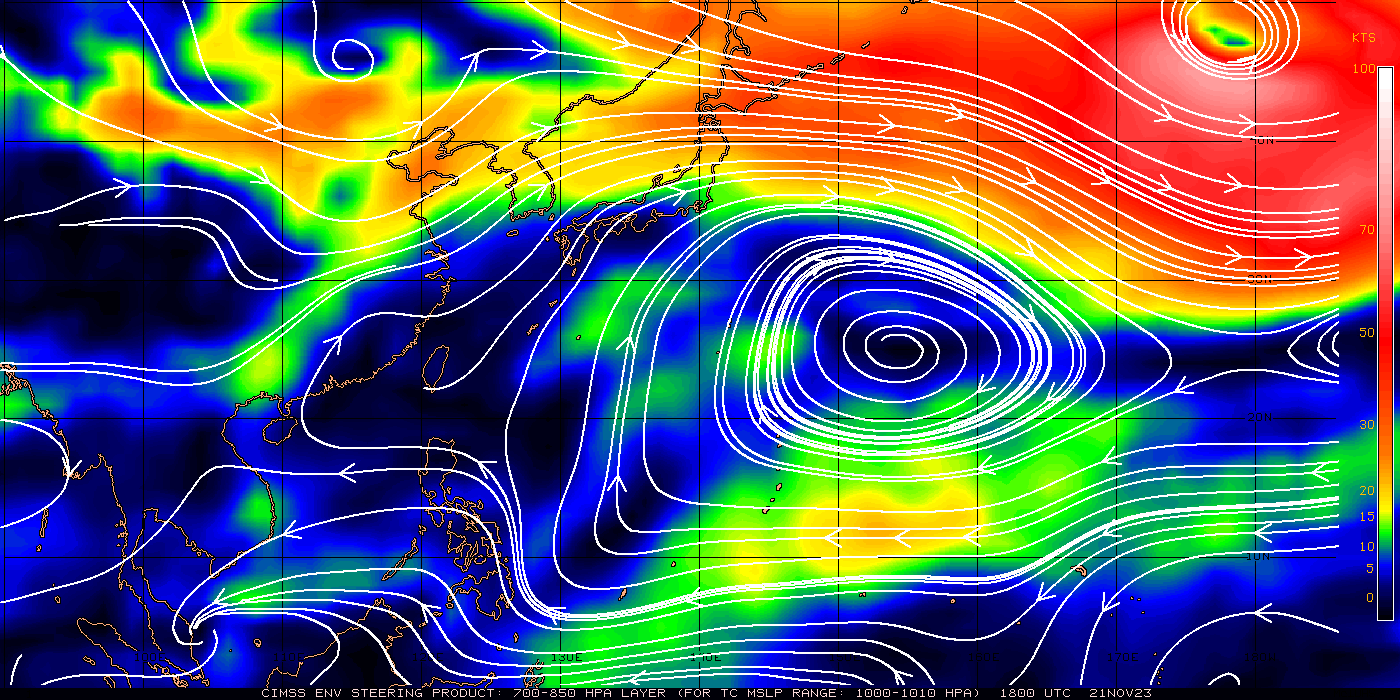 KTS
100
70
50
40N
30N
30
20N
20
15
10
5
0
10N
130E
140E
170E
CIMSS ENV STEERING PRODUCT: 700-850 HPA LAYER (FOR TC MSLP RANGE: 1000-1010 HPA) 1800 UTC 21NOV23